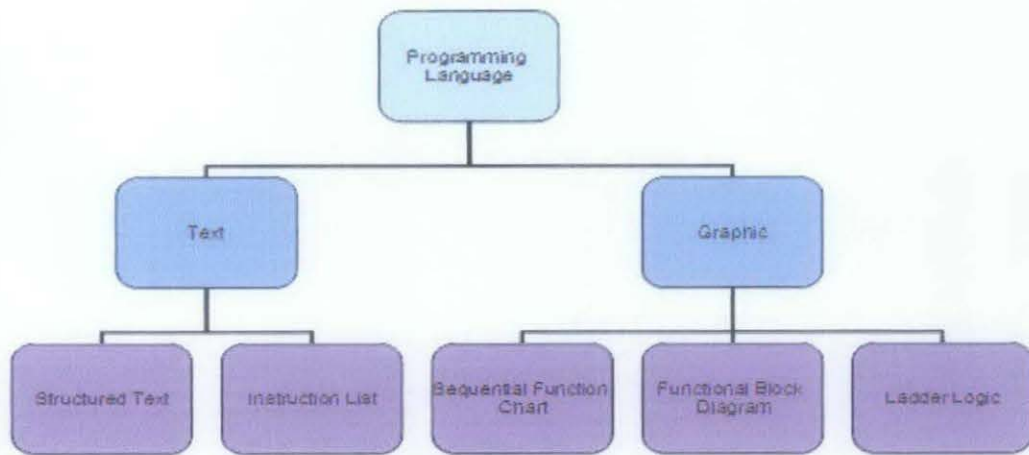 Programming
Language
Text
Graphic
Structured Text
Instruction List
Sequential Function
Chart
Functional Block
Diagram
Ladder Logic